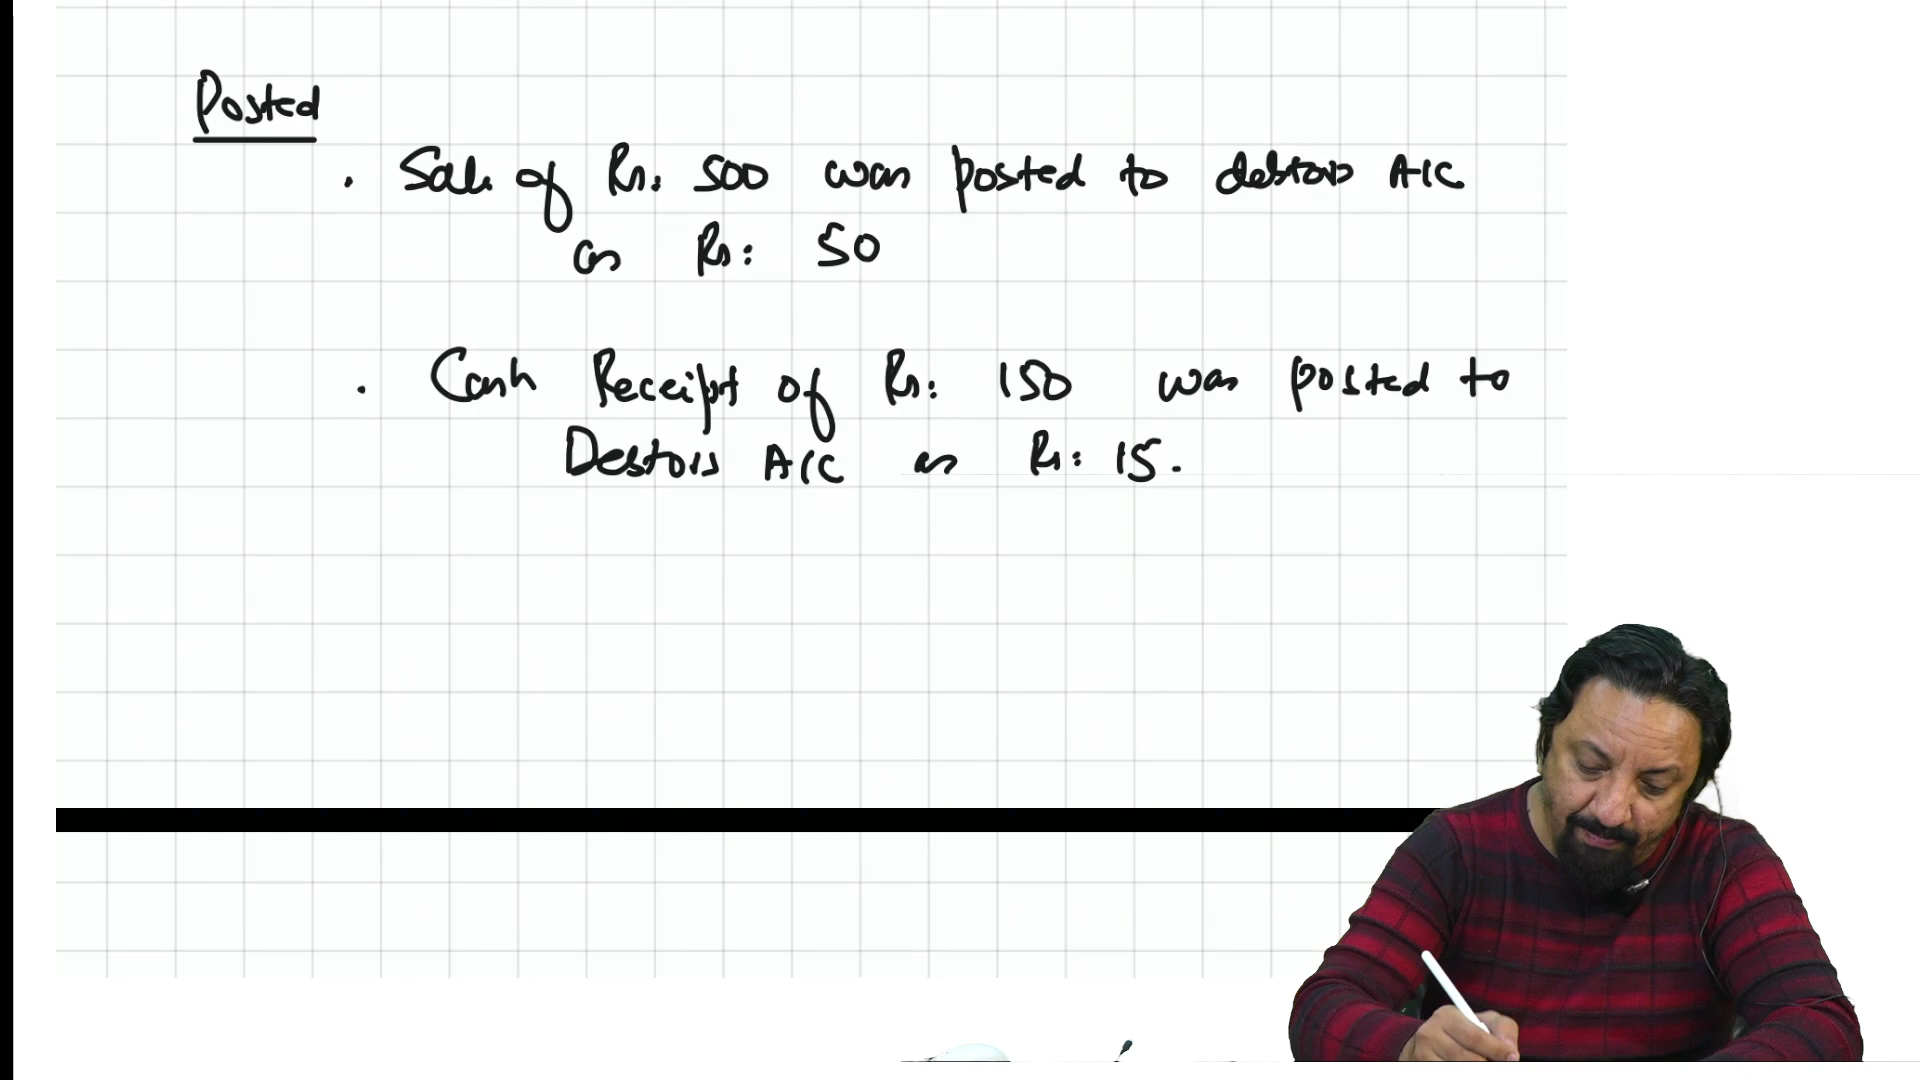 Posted
. Sale of Rs: 500 was posted to debtors A/C
as Rs: 50
. Cash Receipt of Rs: 150 was posted to
Debtors A/C as Rs: 15.